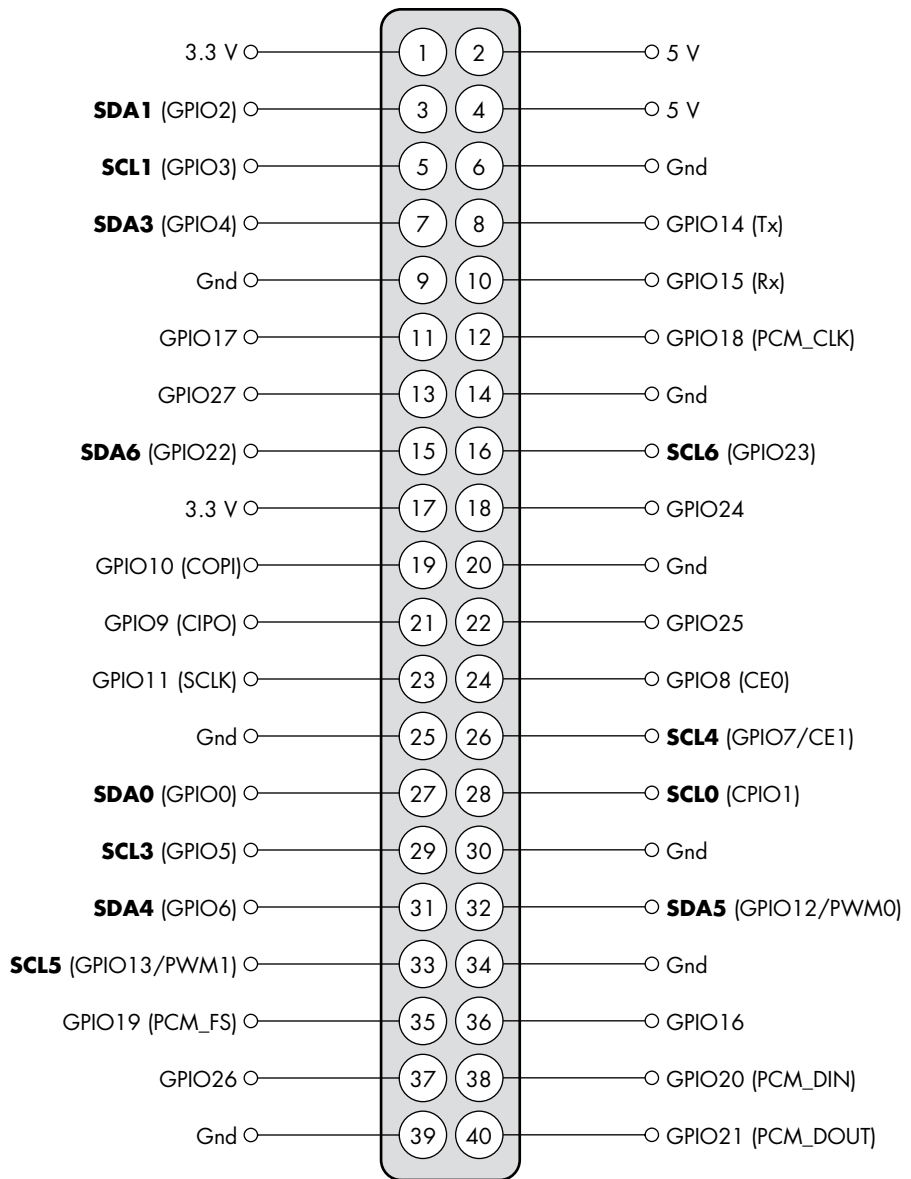 3.3 V 1 2 5 V
SDA1 (GPIO2) 3 4 5 V
SCL1 (GPIO3) 5 6 Gnd
SDA3 (GPIO4) 7 8 GPIO14 (Tx)
Gnd 9 10 GPIO15 (Rx)
GPIO17 11 12 GPIO18 (PCM_CLK)
GPIO27 13 14 Gnd
SDA6 (GPIO22) 15 16 SCL6 (GPIO23)
3.3 V 17 18 GPIO24
GPIO10 (COPI) 19 20 Gnd
GPIO9 (CIPO) 21 22 GPIO25
GPIO11 (SCLK) 23 24 GPIO8 (CE0)
Gnd 25 26 SCL4 (GPIO7/CE1)
SDA0 (GPIO0) 27 28 SCL0 (CPIO1)
SCL3 (GPIO5) 29 30 Gnd
SDA4 (GPIO6) 31 32 SDA5 (GPIO12/PWM0)
SCL5 (GPIO13/PWM1) 33 34 Gnd
GPIO19 (PCM_FS) 35 36 GPIO16
GPIO26 37 38 GPIO20 (PCM_DIN)
Gnd 39 40 GPIO21 (PCM_DOUT)